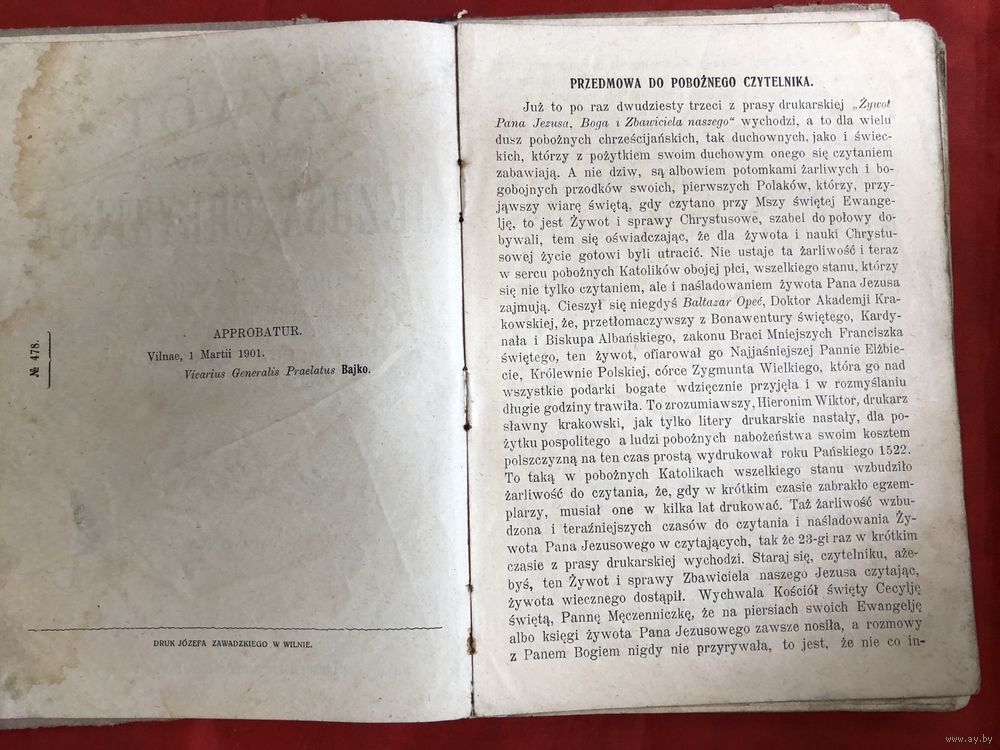 № 478.
APPROBATUR.
Vilnae, 1 Martii 1901.
Vicarius Generalis Praelatus Bajko.
DRUK JÓZEFA ZAWADZKIEGO W WILNIE.
PRZEDMOWA DO POBOŻNEGO CZYTELNIKA.
Już to po raz dwudziesty trzeci z prasy drukarskiej „Żywot
Pana Jezusa, Boga i Zbawiciela naszego“ wychodzi, a to dla wielu
dusz pobożnych chrześcijańskich, tak duchownych, jako i świec-
kich, którzy z pożytkiem swoim duchowym onego się czytaniem
zabawiają. A nie dziw, są albowiem potomkami żarliwych i bo-
gobojnych przodków swoich, pierwszych Polaków, którzy, przy-
jąwszy wiarę świętą, gdy czytano przy Mszy świętej Ewange-
lję, to jest Żywot i sprawy Chrystusowe, szabel do połowy do-
bywali, tem się oświadczając, że dla żywota i nauki Chrystu-
sowej życie gotowi byli utracić. Nie ustaje ta żarliwość i teraz
w sercu pobożnych Katolików obojej płci, wszelkiego stanu, którzy
się nie tylko czytaniem, ale i naśladowaniem żywota Pana Jezusa
zajmują. Cieszył się niegdyś Baltazar Opeć, Doktor Akademji Kra-
kowskiej, że, przetłomaczywszy z Bonawentury świętego, Kardy-
nała i Biskupa Albańskiego, zakonu Braci Mniejszych Franciszka
świętego, ten żywot, ofiarował go Najjaśniejszej Pannie Elżbie-
cie, Królewnie Polskiej, córce Zygmunta Wielkiego, która go nad
wszystkie podarki bogate wdzięcznie przyjęła i w rozmyślaniu
długie godziny trawiła. To zrozumiawszy, Hieronim Wiktor, drukarz
sławny krakowski, jak tylko litery drukarskie nastały, dla po-
żytku pospolitego a ludzi pobożnych nabożeństwa swoim kosztem
polszczyzną na ten czas prostą wydrukował roku Pańskiego 1522.
To taką w pobożnych Katolikach wszelkiego stanu wzbudziło
żarliwość do czytania, że, gdy w krótkim czasie zabrakło egzem-
plarzy, musiał one w kilka lat drukować. Taż żarliwość wzbu-
dzona i teraźniejszych czasów do czytania i naśladowania Ży-
wota Pana Jezusowego w czytających, tak że 23-gi raz w krótkim
czasie z prasy drukarskiej wychodzi. Staraj się, czytelniku, aże-
byś, ten Żywot i sprawy Zbawiciela naszego Jezusa czytając,
żywota wiecznego dostąpił. Wychwala Kościół święty Cecylję
świętą, Pannę Męczenniczkę, że na piersiach swoich Ewangelję
albo księgi żywota Pana Jezusowego zawsze nosiła, a rozmowy
z Panem Bogiem nigdy nie przyrywała, to jest, że nie co in-
www.ay.by